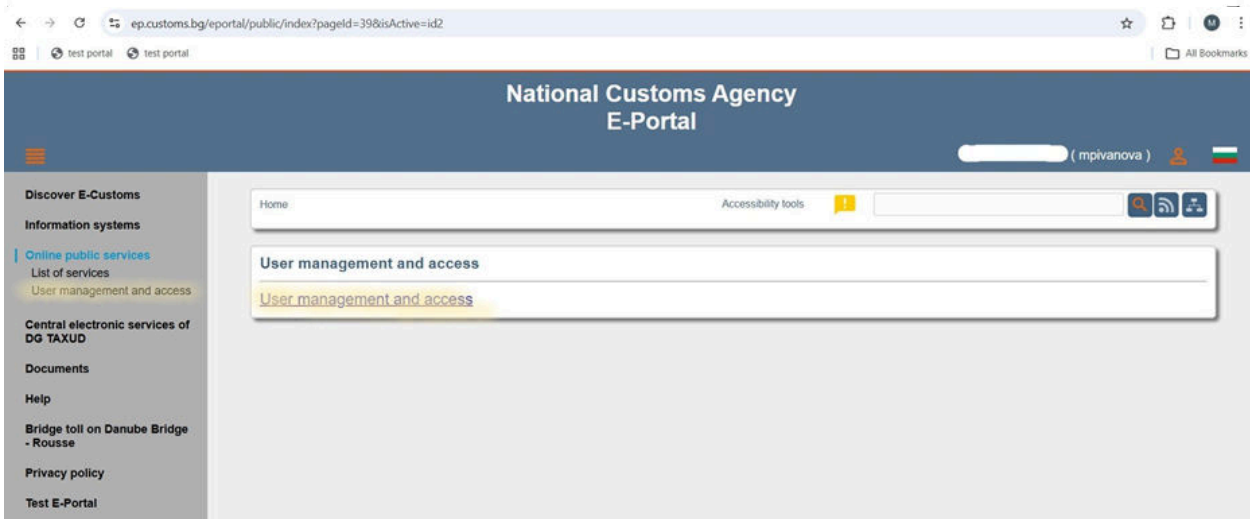 ep.customs.bg/eportal/public/index?pageId=39&isActive=id2
M
test portal test portal All Bookmarks
National Customs Agency
E-Portal
( mpivanova )
Discover E-Customs
Information systems
Online public services
List of services
User management and access
Central electronic services of
DG TAXUD
Documents
Help
Bridge toll on Danube Bridge
- Rousse
Privacy policy
Test E-Portal
Home Accessibility tools
User management and access
User management and access